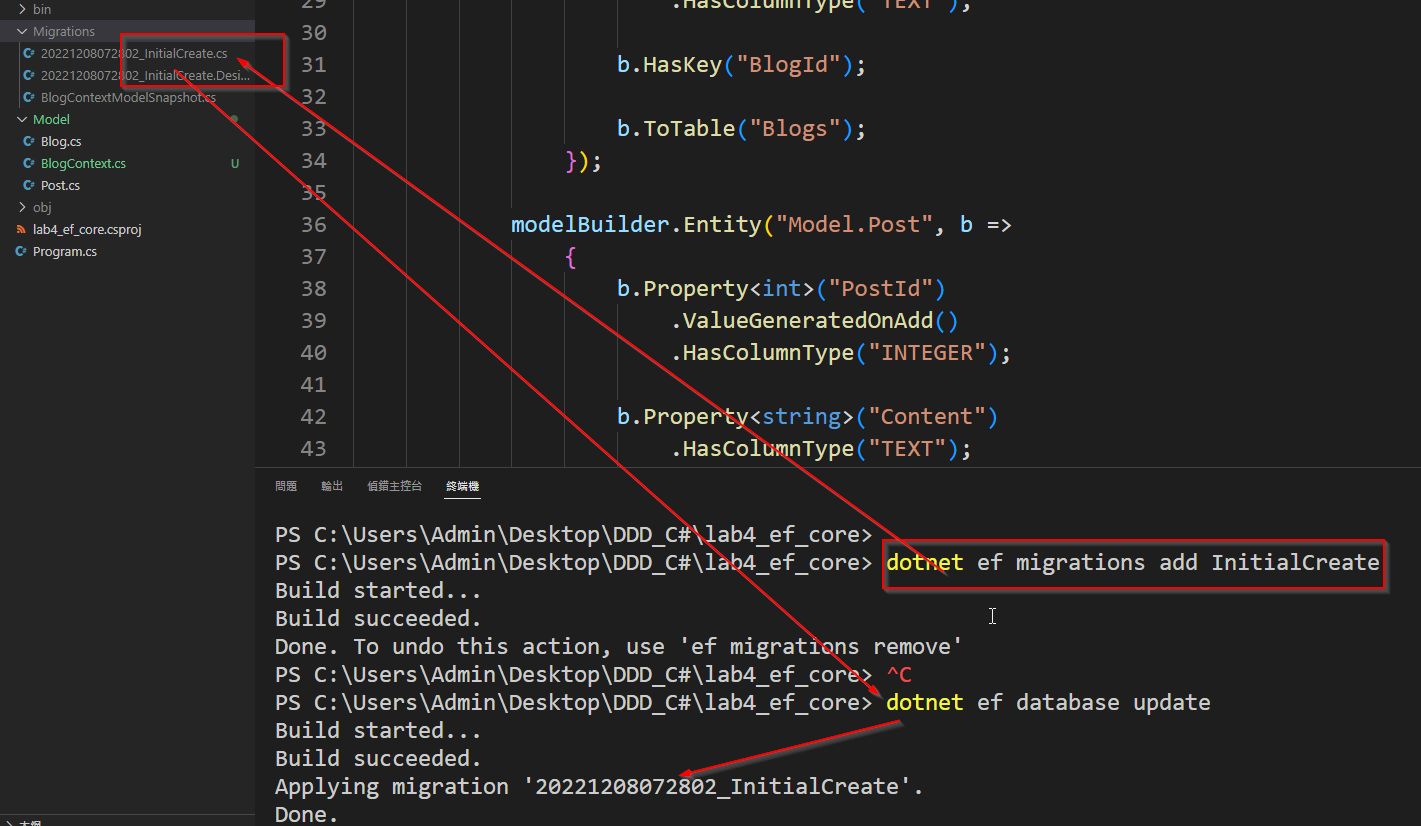 bin
Migrations
20221208072802_InitialCreate.cs
20221208072802_InitialCreate.Desi...
BlogContextModelSnapshot.cs
Model
Blog.cs
BlogContext.cs U
Post.cs
obj
lab4_ef_core.csproj
Program.cs
29 .HasColumnType("TEXT");
30
31 b.HasKey("BlogId");
32
33 b.ToTable("Blogs");
34 });
35
36 modelBuilder.Entity("Model.Post", b =>
37 {
38 b.Property<int>("PostId")
39 .ValueGeneratedOnAdd()
40 .HasColumnType("INTEGER");
41
42 b.Property<string>("Content")
43 .HasColumnType("TEXT");
問題 輸出 偵錯主控台 終端機
PS C:\Users\Admin\Desktop\DDD_C#\lab4_ef_core>
PS C:\Users\Admin\Desktop\DDD_C#\lab4_ef_core> dotnet ef migrations add InitialCreate
Build started...
Build succeeded.
Done. To undo this action, use 'ef migrations remove'
PS C:\Users\Admin\Desktop\DDD_C#\lab4_ef_core> ^C
PS C:\Users\Admin\Desktop\DDD_C#\lab4_ef_core> dotnet ef database update
Build started...
Build succeeded.
Applying migration '20221208072802_InitialCreate'.
Done.